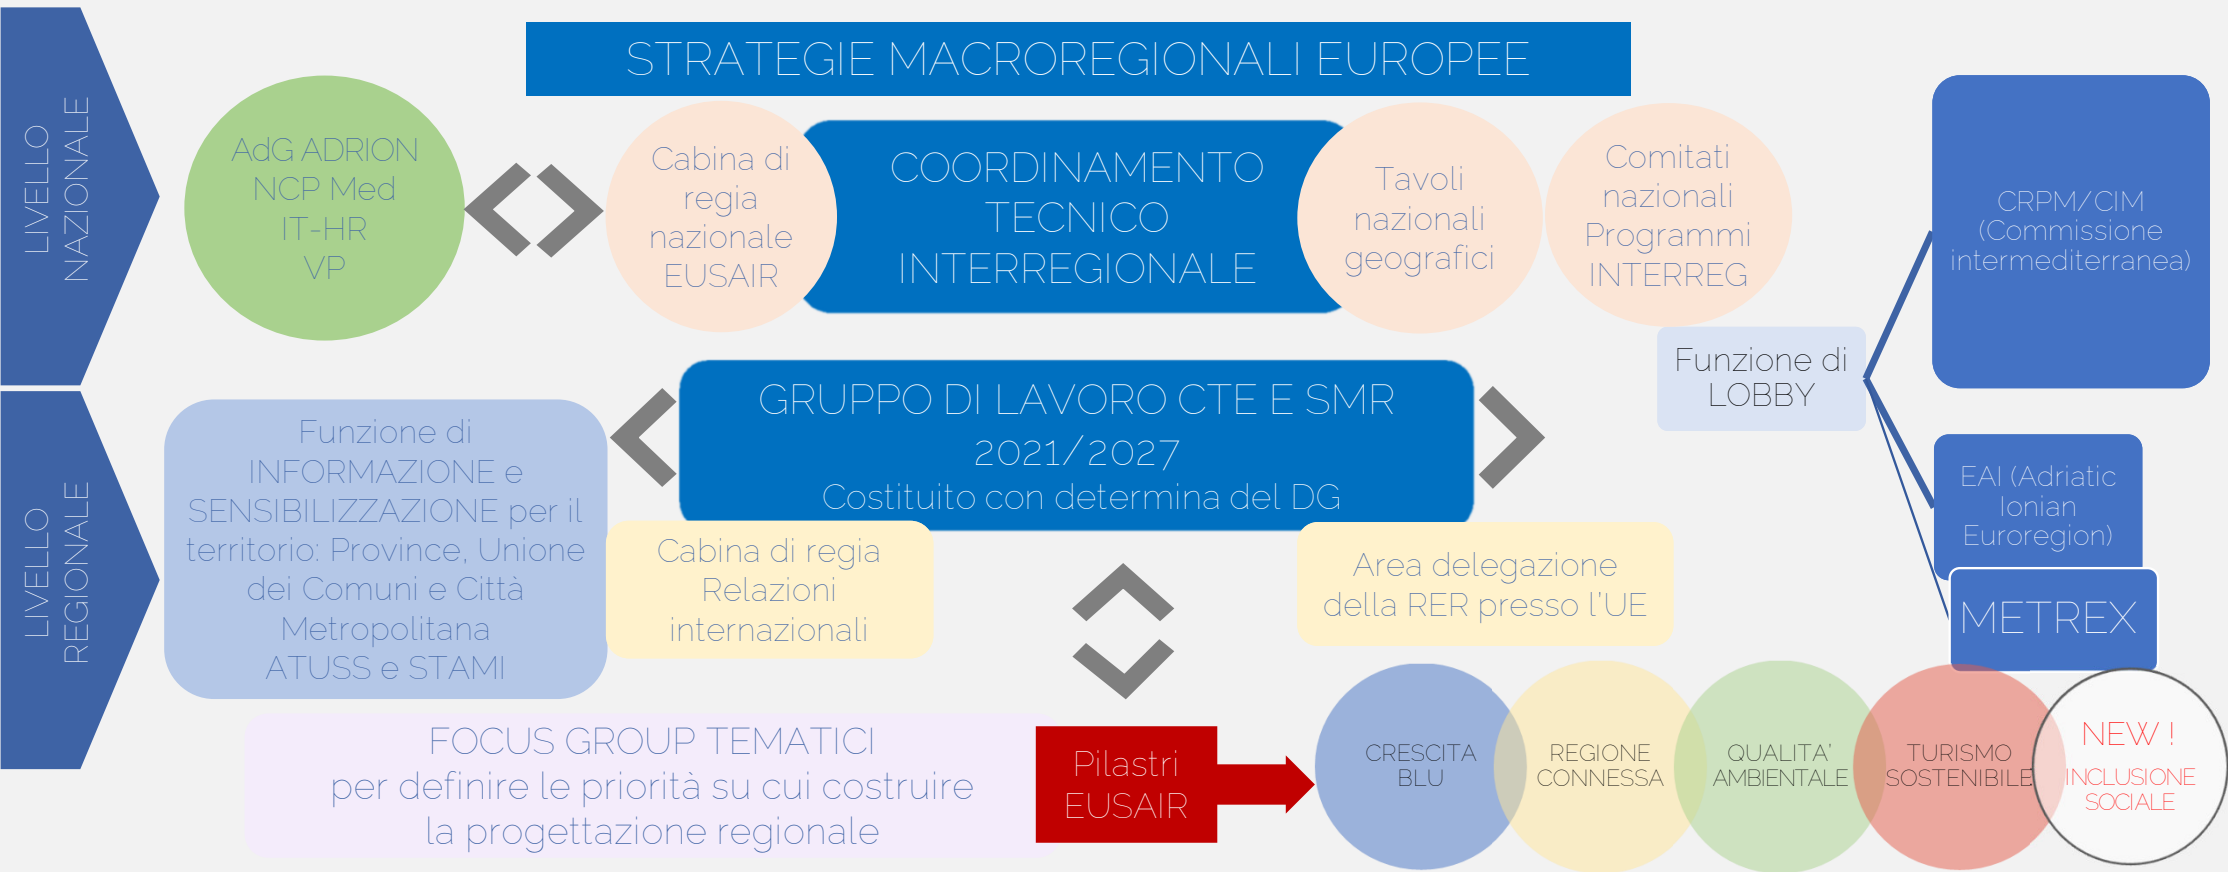 STRATEGIE MACROREGIONALI EUROPEE
LIVELLO
NAZIONALE
AdG ADRION
NCP Med
IT-HR
VP
Cabina di
regia
nazionale
EUSAIR
COORDINAMENTO
TECNICO
INTERREGIONALE
Tavoli
nazionali
geografici
Comitati
nazionali
Programmi
INTERREG
CRPM/CIM
(Commissione
intermediterranea)
Funzione di
LOBBY
LIVELLO
REGIONALE
Funzione di
INFORMAZIONE e
SENSIBILIZZAZIONE per il
territorio: Province, Unione
dei Comuni e Città
Metropolitana
ATUSS e STAMI
GRUPPO DI LAVORO CTE E SMR
2021/2027
Costituito con determina del DG
EAI (Adriatic
Ionian
Euroregion)
Cabina di regia
Relazioni
internazionali
Area delegazione
della RER presso l'UE
METREX
FOCUS GROUP TEMATICI
per definire le priorità su cui costruire
la progettazione regionale
Pilastri
EUSAIR
CRESCITA
BLU
REGIONE
CONNESSA
QUALITA'
AMBIENTALE
TURISMO
SOSTENIBILE
NEW !
INCLUSIONE
SOCIALE